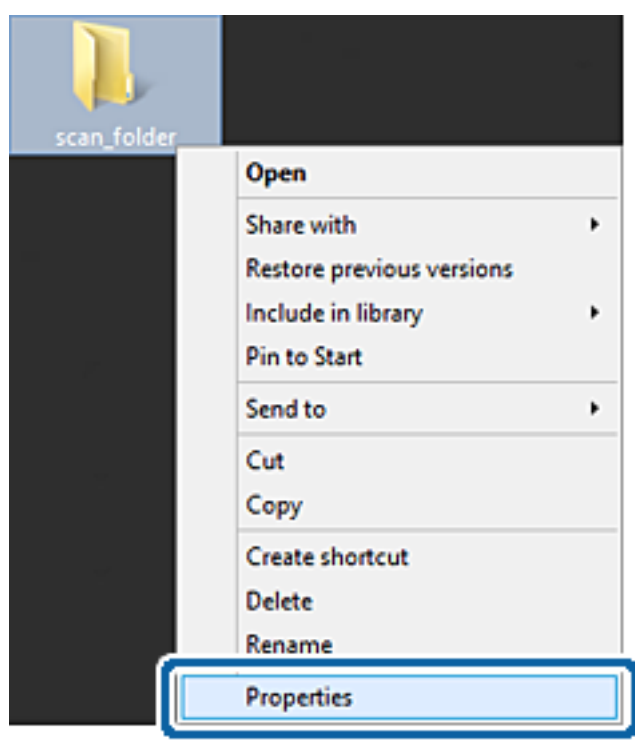 scan_folder
Open
Share with
Restore previous versions
Include in library
Pin to Start
Send to
Cut
Copy
Create shortcut
Delete
Rename
Properties